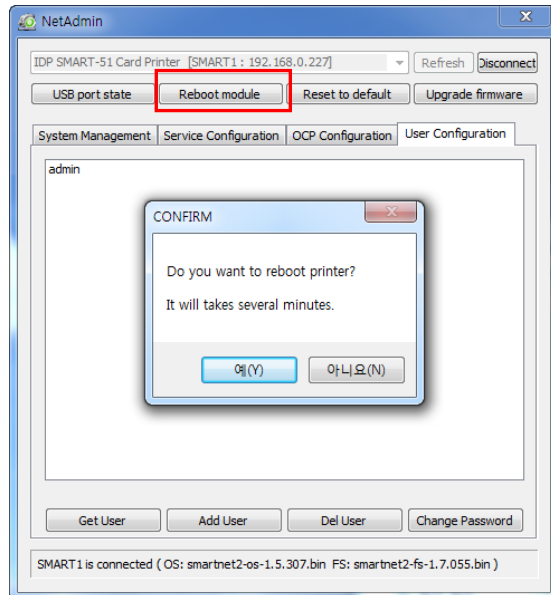 NetAdmin
IDP SMART-51 Card Printer [SMART1 : 192.168.0.227] Refresh Disconnect
USB port state Reboot module Reset to default Upgrade firmware
System Management Service Configuration OCP Configuration User Configuration
admin
CONFIRM
Do you want to reboot printer?
It will takes several minutes.
예(Y) 아니요(N)
Get User Add User Del User Change Password
SMART1 is connected ( OS: smartnet2-os-1.5.307.bin FS: smartnet2-fs-1.7.055.bin )